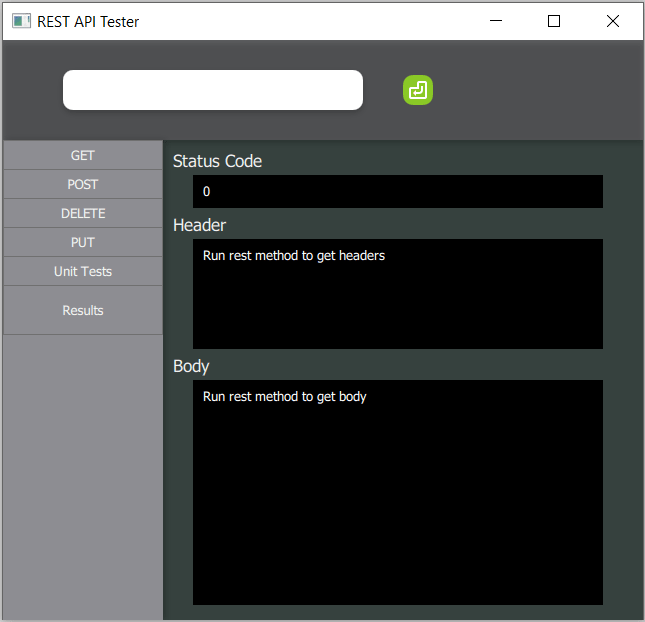 REST API Tester
GET
POST
DELETE
PUT
Unit Tests
Results
Status Code
0
Header
Run rest method to get headers
Body
Run rest method to get body